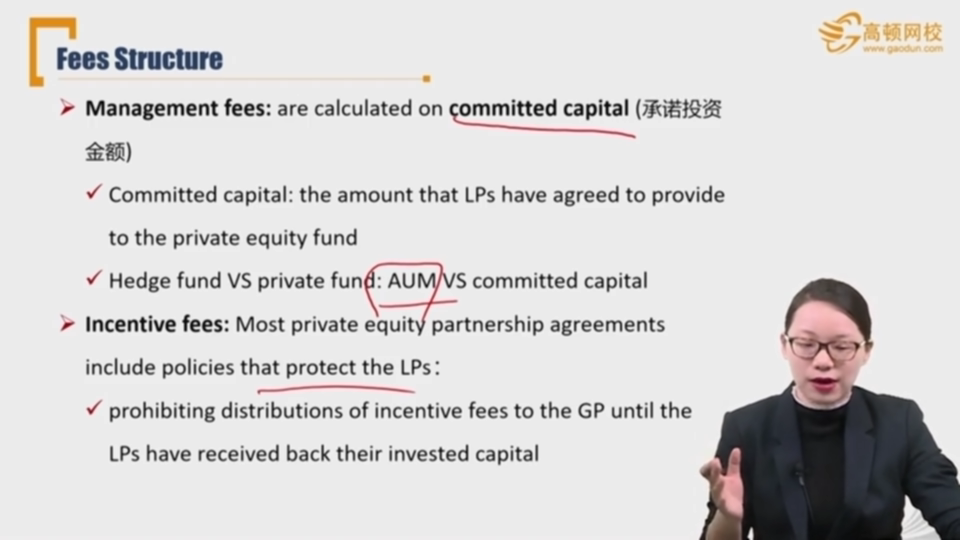 高顿网校
www.gaodun.com
Fees Structure
➢ Management fees: are calculated on committed capital (承诺投资
金额)
✓ Committed capital: the amount that LPs have agreed to provide
to the private equity fund
✓ Hedge fund VS private fund: AUM VS committed capital
➢ Incentive fees: Most private equity partnership agreements
include policies that protect the LPs：
✓ prohibiting distributions of incentive fees to the GP until the
LPs have received back their invested capital